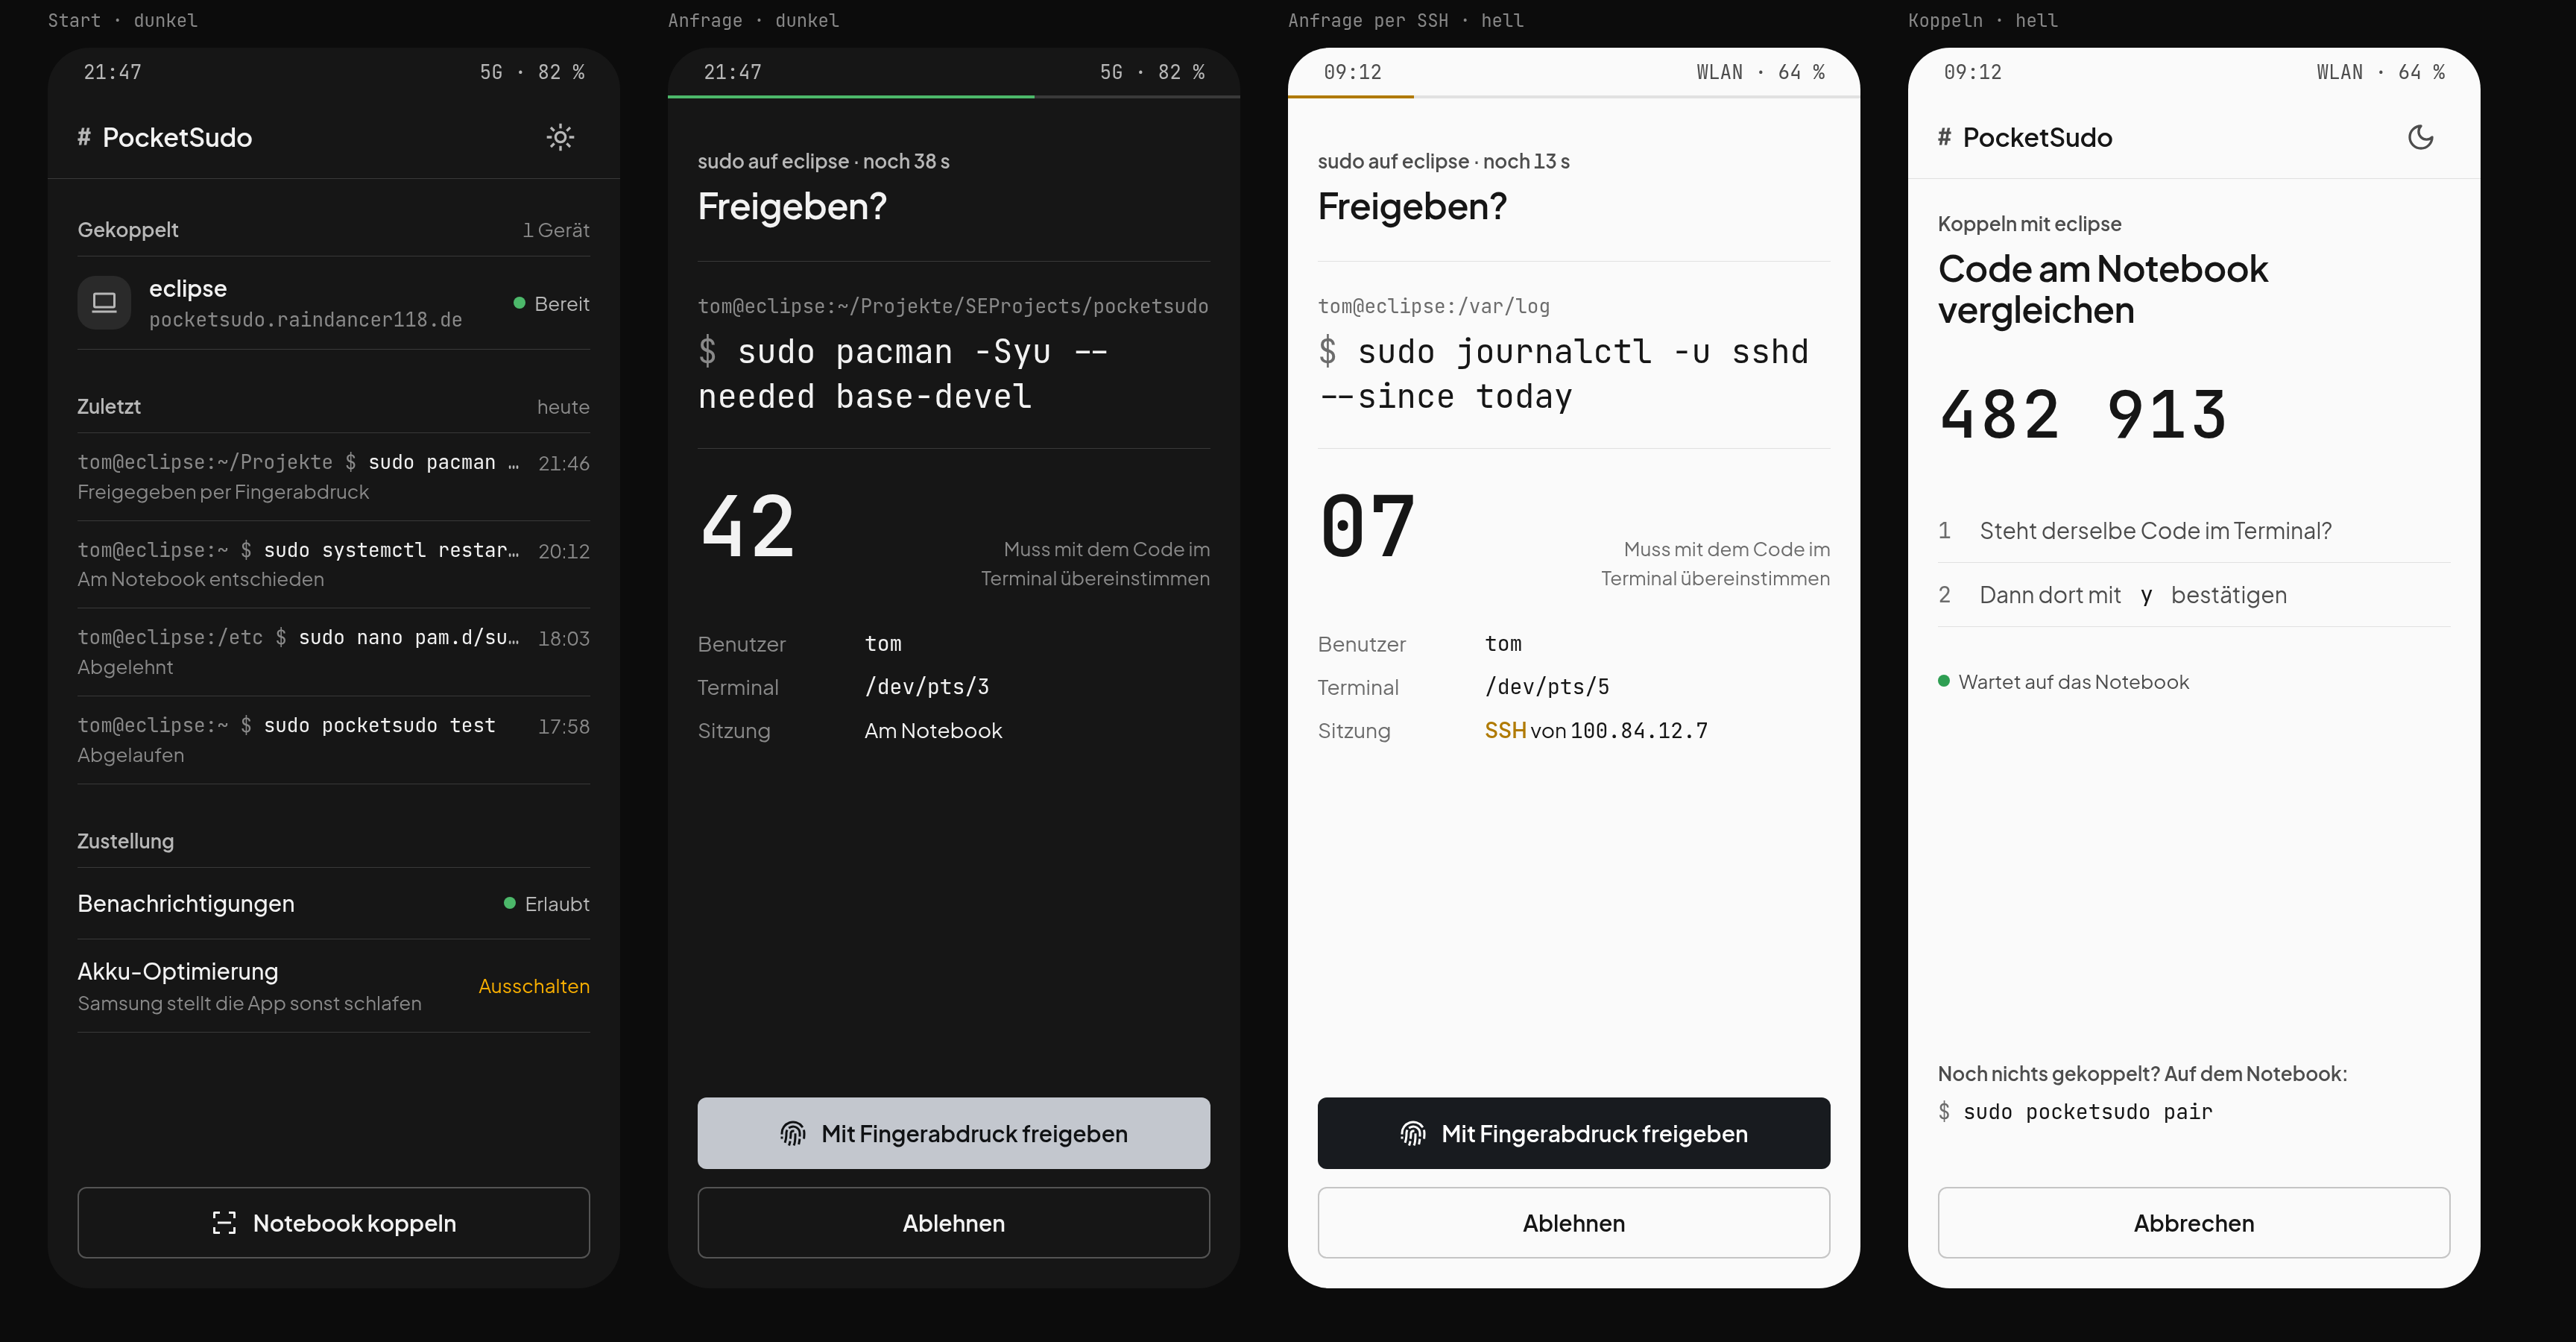 Start · dunkel
21:47
5G · 82 %
# PocketSudo
Gekoppelt
1 Gerät
eclipse
pocketsudo.raindancer118.de
Bereit
Zuletzt
heute
tom@eclipse:~/Projekte $ sudo pacman …
21:46
Freigegeben per Fingerabdruck
tom@eclipse:~ $ sudo systemctl restar…
20:12
Am Notebook entschieden
tom@eclipse:/etc $ sudo nano pam.d/su…
18:03
Abgelehnt
tom@eclipse:~ $ sudo pocketsudo test
17:58
Abgelaufen
Zustellung
Benachrichtigungen
Erlaubt
Akku-Optimierung
Samsung stellt die App sonst schlafen
Ausschalten
Notebook koppeln
Anfrage · dunkel
21:47
5G · 82 %
sudo auf eclipse · noch 38 s
Freigeben?
tom@eclipse:~/Projekte/SEProjects/pocketsudo
$ sudo pacman -Syu --
needed base-devel
42
Muss mit dem Code im
Terminal übereinstimmen
Benutzer
tom
Terminal
/dev/pts/3
Sitzung
Am Notebook
Mit Fingerabdruck freigeben
Ablehnen
Anfrage per SSH · hell
09:12
WLAN · 64 %
sudo auf eclipse · noch 13 s
Freigeben?
tom@eclipse:/var/log
$ sudo journalctl -u sshd
--since today
07
Muss mit dem Code im
Terminal übereinstimmen
Benutzer
tom
Terminal
/dev/pts/5
Sitzung
SSH von 100.84.12.7
Mit Fingerabdruck freigeben
Ablehnen
Koppeln · hell
09:12
WLAN · 64 %
# PocketSudo
Koppeln mit eclipse
Code am Notebook
vergleichen
482 913
1 Steht derselbe Code im Terminal?
2 Dann dort mit y bestätigen
Wartet auf das Notebook
Noch nichts gekoppelt? Auf dem Notebook:
$ sudo pocketsudo pair
Abbrechen